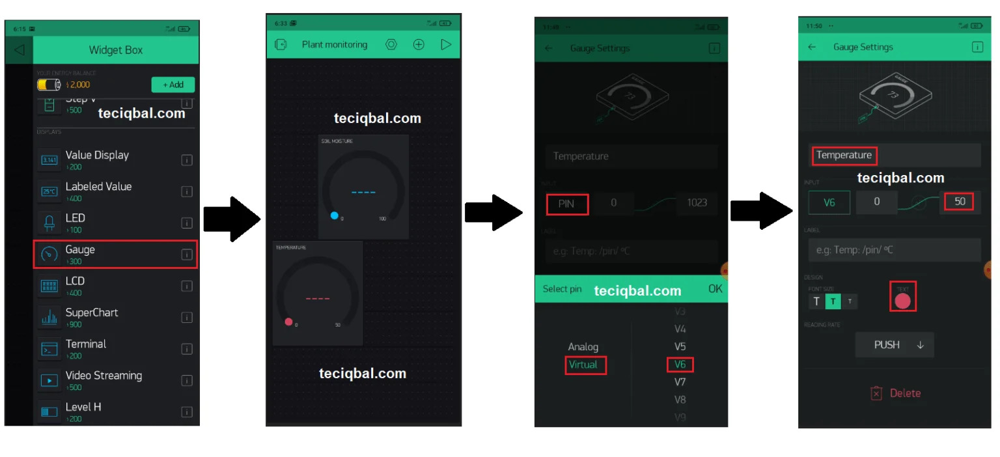 6:15
Widget Box
YOUR ENERGY BALANCE
2,000
+ Add
Step V
500
teciqbal.com
DISPLAYS
Value Display
200
Labeled Value
400
LED
100
Gauge
300
LCD
400
SuperChart
900
Terminal
200
Video Streaming
500
Level H
200
6:33
Plant monitoring
teciqbal.com
SOIL MOISTURE
----
0 100
TEMPERATURE
----
0 50
teciqbal.com
Gauge Settings
GAUGE
73
Temperature
INPUT
PIN 0 1023
LABEL
e.g: Temp: /pin/ ºC
Select pin
teciqbal.com
OK
Analog
Virtual
V3
V4
V5
V6
V7
V8
V9
11:50
Gauge Settings
GAUGE
73
PIN
Temperature
teciqbal.com
INPUT
V6 0 50
LABEL
e.g: Temp: /pin/ ºC
DESIGN
FONT SIZE
TEXT
T T T
READING RATE
PUSH ↓
Delete